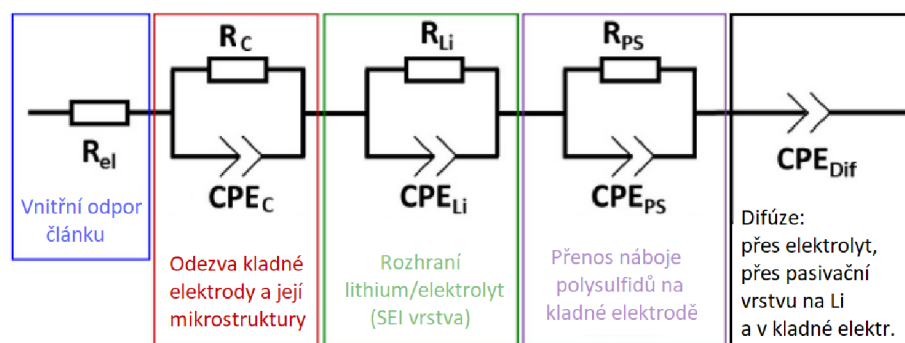 R_el
Vnitřní odpor
článku
R_C
CPE_C
Odezva kladné
elektrody a její
mikrostruktury
R_Li
CPE_Li
Rozhraní
lithium/elektrolyt
(SEI vrstva)
R_PS
CPE_PS
Přenos náboje
polysulfidů na
kladné elektrodě
CPE_Dif
Difúze:
přes elektrolyt,
přes pasivační
vrstvu na Li
a v kladné elektr.